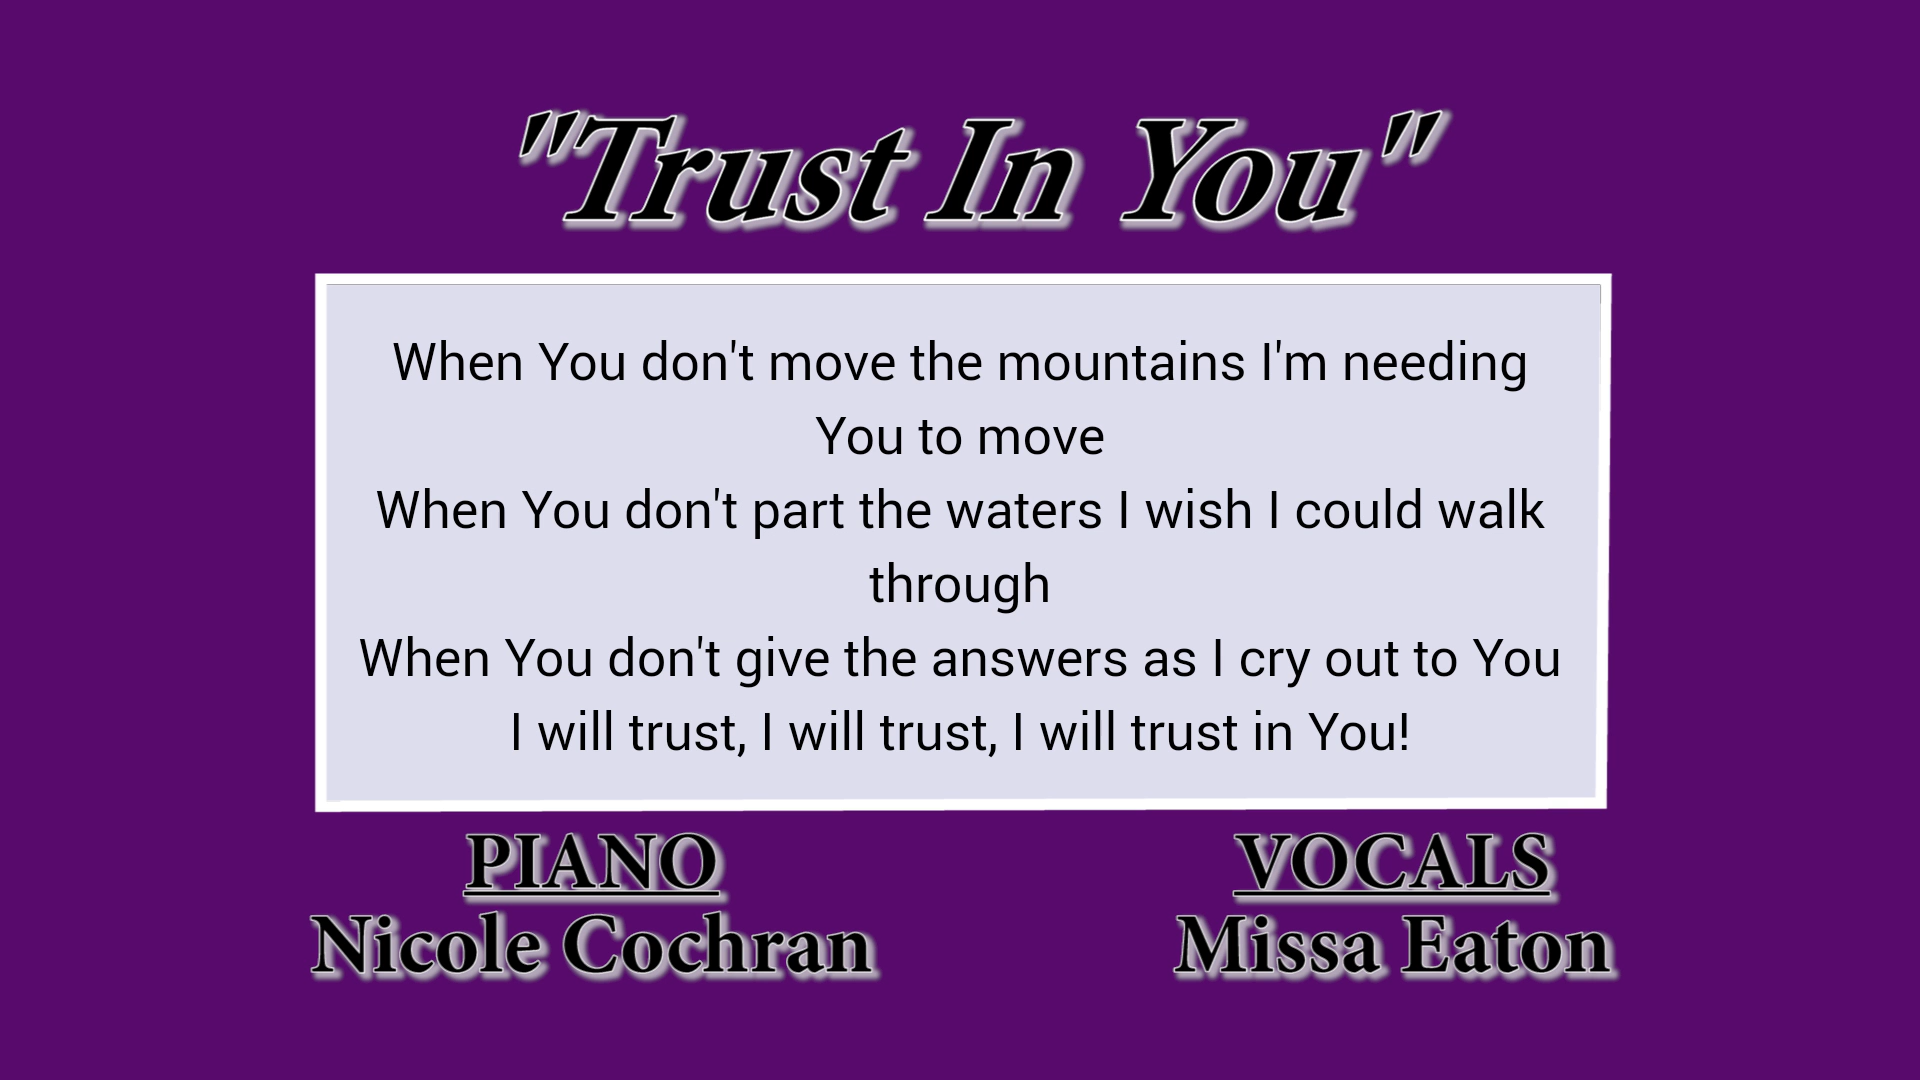 "Trust In You"
When You don't move the mountains I'm needing
You to move
When You don't part the waters I wish I could walk
through
When You don't give the answers as I cry out to You
I will trust, I will trust, I will trust in You!
PIANO
Nicole Cochran
VOCALS
Missa Eaton